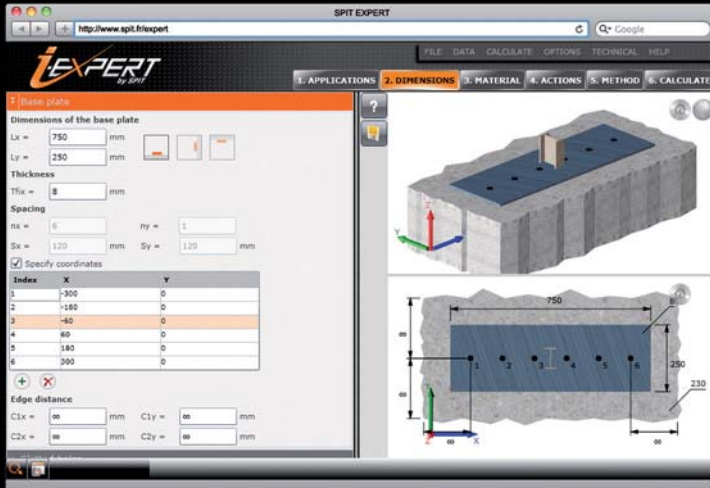 SPIT EXPERT
http://www.spit.fr/expert
Google
FILE DATA CALCULATE OPTIONS TECHNICAL HELP
i-EXPERT
by SPIT
1. APPLICATIONS 2. DIMENSIONS 3. MATERIAL 4. ACTIONS 5. METHOD 6. CALCULATE
Base plate
?
Dimensions of the base plate
Lx = 750 mm
Ly = 250 mm
Thickness
Tfix = 8 mm
Spacing
nx = 6 ny = 1
Sx = 120 mm Sy = 120 mm
Specify coordinates
Index X Y
1 -300 0
2 -180 0
3 -60 0
4 60 0
5 180 0
6 300 0
Edge distance
C1x = ∞ mm C1y = ∞ mm
C2x = ∞ mm C2y = ∞ mm
Z
Y
750
8
∞
250
1 2 3 4 5 6
∞
230
Y
Z X
∞ ∞